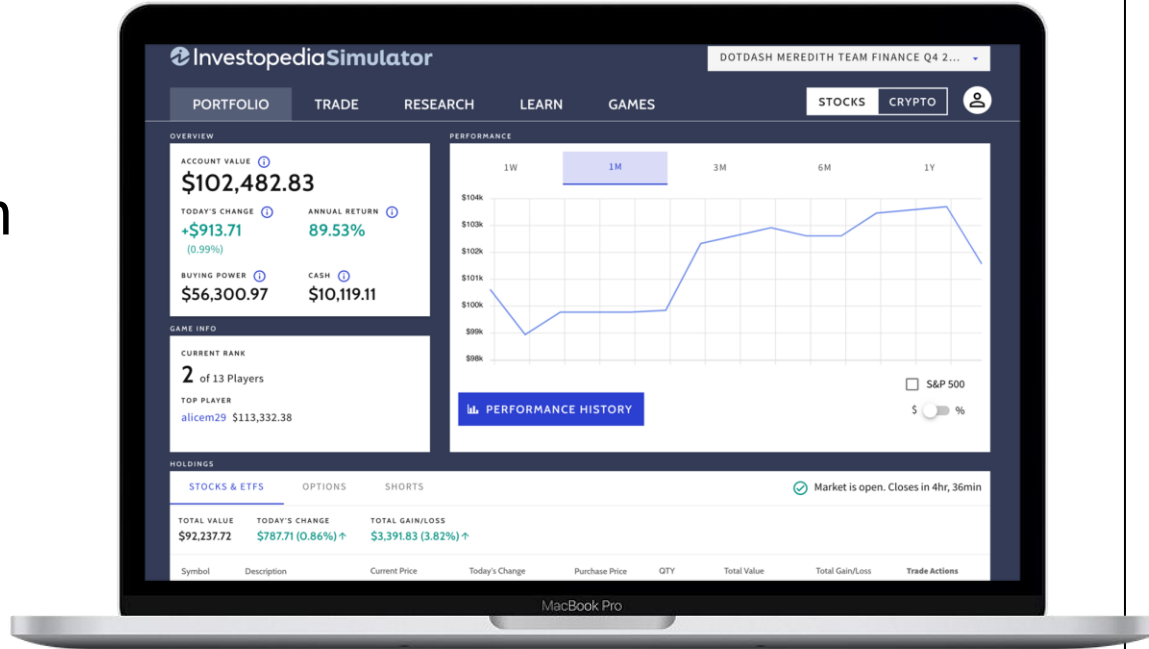 n
InvestopediaSimulator
DOTDASH MEREDITH TEAM FINANCE Q4 2...
PORTFOLIO TRADE RESEARCH LEARN GAMES STOCKS CRYPTO
OVERVIEW
ACCOUNT VALUE
$102,482.83
TODAY'S CHANGE ANNUAL RETURN
+$913.71 89.53%
(0.99%)
BUYING POWER CASH
$56,300.97 $10,119.11
GAME INFO
CURRENT RANK
2 of 13 Players
TOP PLAYER
alicem29 $113,332.38
PERFORMANCE
1W 1M 3M 6M 1Y
$104k
$103k
$102k
$101k
$100k
$99k
$98k
S&P 500
PERFORMANCE HISTORY
$ %
HOLDINGS
STOCKS & ETFS OPTIONS SHORTS Market is open. Closes in 4hr, 36min
TOTAL VALUE TODAY'S CHANGE TOTAL GAIN/LOSS
$92,237.72 $787.71 (0.86%) ↑ $3,391.83 (3.82%) ↑
Symbol Description Current Price Today's Change Purchase Price QTY Total Value Total Gain/Loss Trade Actions
MacBook Pro